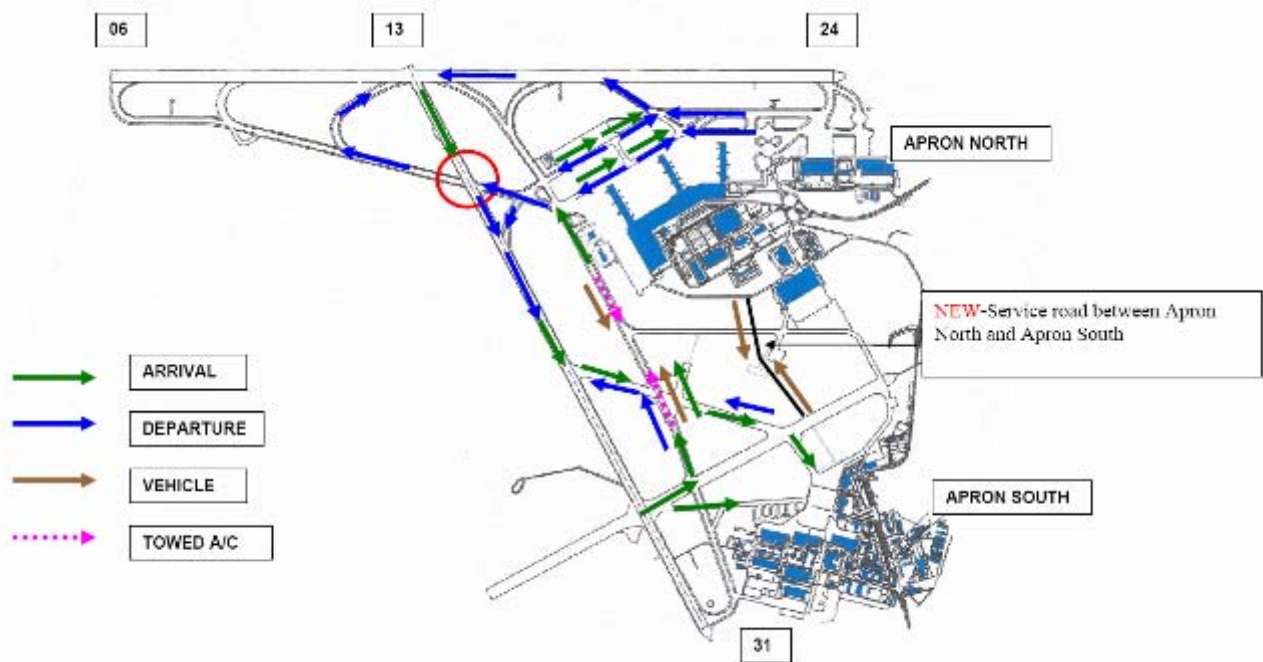 06
13
24
APRON NORTH
NEW-Service road between Apron
North and Apron South
ARRIVAL
DEPARTURE
VEHICLE
TOWED A/C
APRON SOUTH
31